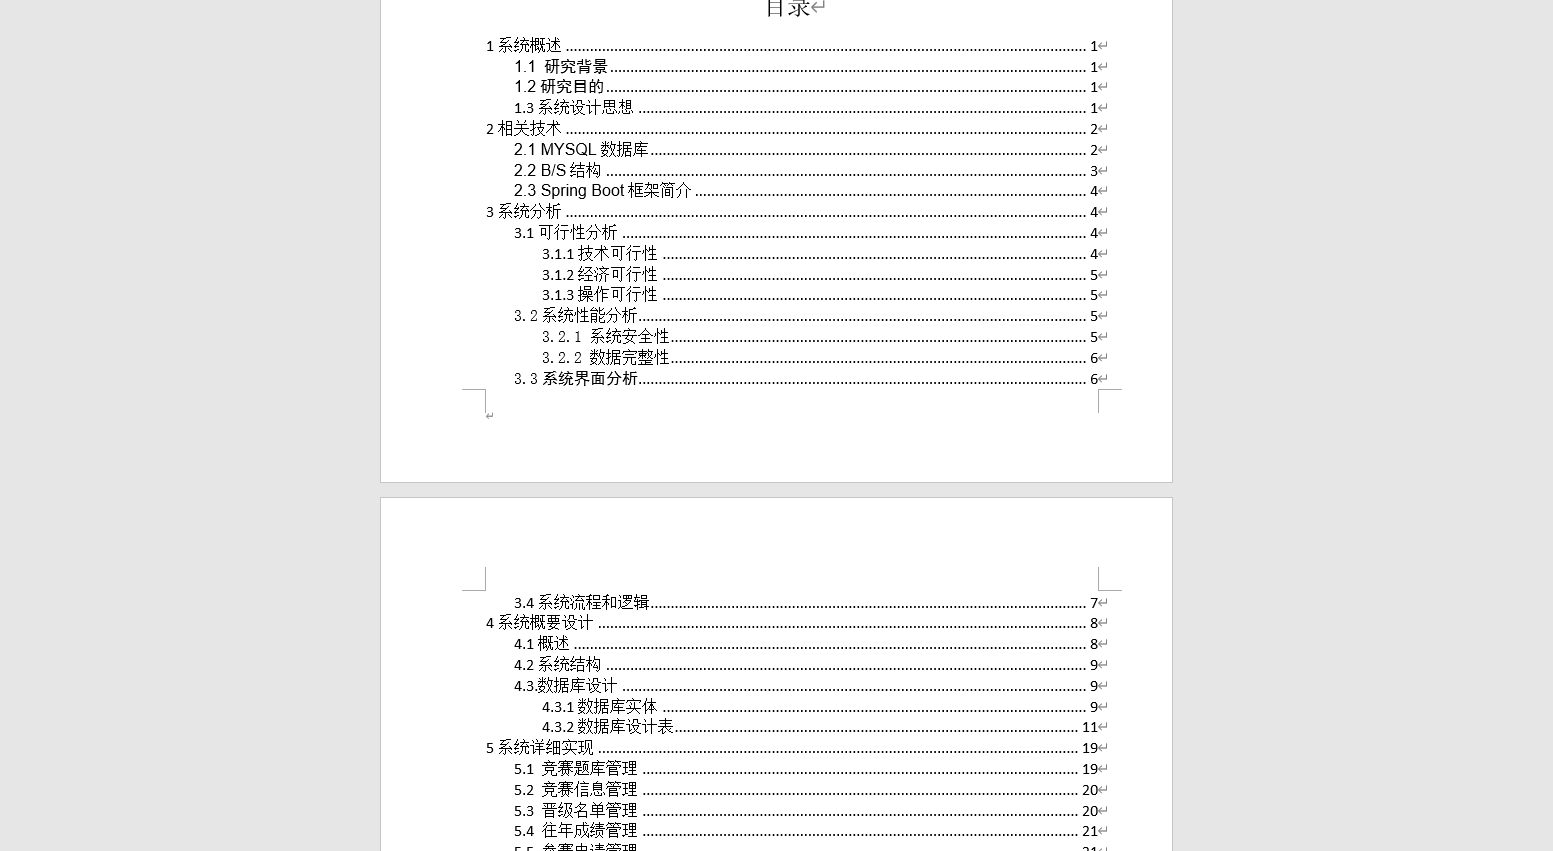 目录
1 系统概述 ........ 1
1.1 研究背景 ........ 1
1.2 研究目的 ........ 1
1.3 系统设计思想 ........ 1
2 相关技术 ........ 2
2.1 MYSQL 数据库 ........ 2
2.2 B/S 结构 ........ 3
2.3 Spring Boot 框架简介 ........ 4
3 系统分析 ........ 4
3.1 可行性分析 ........ 4
3.1.1 技术可行性 ........ 4
3.1.2 经济可行性 ........ 5
3.1.3 操作可行性 ........ 5
3.2 系统性能分析 ........ 5
3.2.1 系统安全性 ........ 5
3.2.2 数据完整性 ........ 6
3.3 系统界面分析 ........ 6
3.4 系统流程和逻辑 ........ 7
4 系统概要设计 ........ 8
4.1 概述 ........ 8
4.2 系统结构 ........ 9
4.3.数据库设计 ........ 9
4.3.1 数据库实体 ........ 9
4.3.2 数据库设计表 ........ 11
5 系统详细实现 ........ 19
5.1 竞赛题库管理 ........ 19
5.2 竞赛信息管理 ........ 20
5.3 晋级名单管理 ........ 20
5.4 往年成绩管理 ........ 21
5.5 参赛申请管理 ........ 21